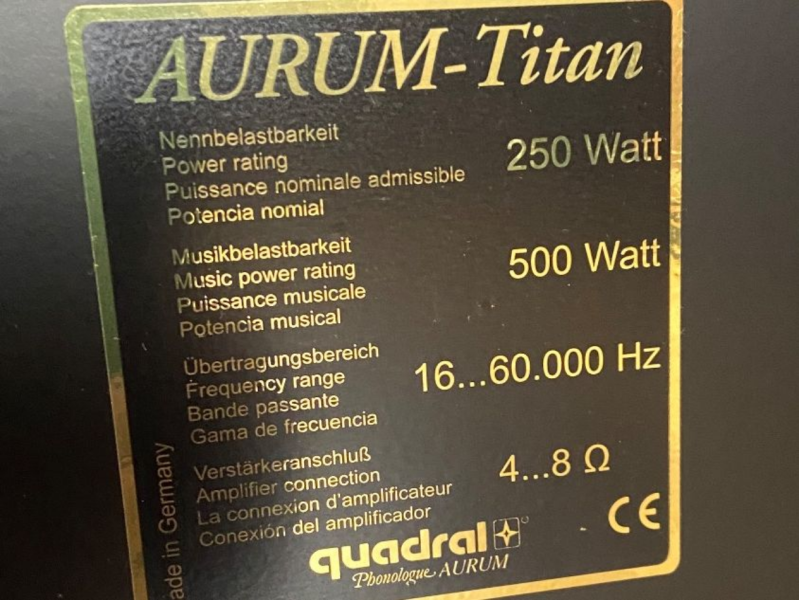 AURUM-Titan
Nennbelastbarkeit
Power rating
Puissance nominale admissible
Potencia nomial
250 Watt
Musikbelastbarkeit
Music power rating
Puissance musicale
Potencia musical
500 Watt
Übertragungsbereich
Frequency range
Bande passante
Gama de frecuencia
16...60.000 Hz
Verstärkeranschluß
Amplifier connection
La connexion d'amplificateur
Conexión del amplificador
4...8 Ω
ade in Germany
CE
quadral
Phonologue AURUM